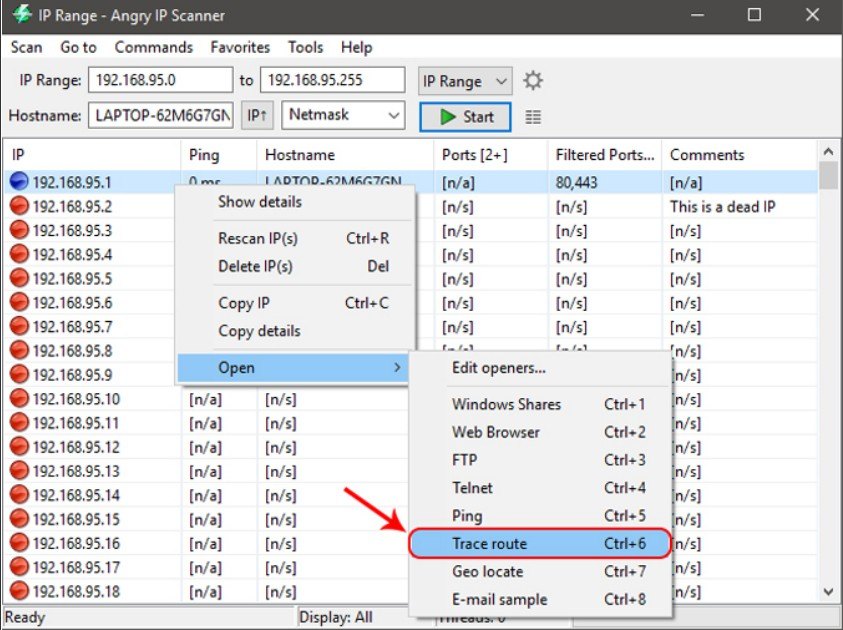 IP Range - Angry IP Scanner
Scan Go to Commands Favorites Tools Help
IP Range: 192.168.95.0 to 192.168.95.255 IP Range
Hostname: LAPTOP-62M6G7GN IP↑ Netmask Start
IP Ping Hostname Ports [2+] Filtered Ports... Comments
192.168.95.1 0 ms LAPTOP-62M6G7GN [n/a] 80,443 [n/a]
192.168.95.2 [n/s] [n/s] This is a dead IP
192.168.95.3 [n/s] [n/s] [n/s]
192.168.95.4 [n/s] [n/s] [n/s]
192.168.95.5 [n/s] [n/s] [n/s]
192.168.95.6 [n/s] [n/s] [n/s]
192.168.95.7 [n/s] [n/s] [n/s]
192.168.95.8 [n/s] [n/s] [n/s]
192.168.95.9 n/s]
192.168.95.10 [n/a] [n/s] n/s]
192.168.95.11 [n/a] [n/s] n/s]
192.168.95.12 [n/a] [n/s] n/s]
192.168.95.13 [n/a] [n/s] n/s]
192.168.95.14 [n/a] [n/s] n/s]
192.168.95.15 [n/a] [n/s] n/s]
192.168.95.16 [n/a] [n/s] n/s]
192.168.95.17 [n/a] [n/s] n/s]
192.168.95.18 [n/a] [n/s] n/s]
Show details
Rescan IP(s) Ctrl+R
Delete IP(s) Del
Copy IP Ctrl+C
Copy details
Open
Edit openers...
Windows Shares Ctrl+1
Web Browser Ctrl+2
FTP Ctrl+3
Telnet Ctrl+4
Ping Ctrl+5
Trace route Ctrl+6
Geo locate Ctrl+7
E-mail sample Ctrl+8
Ready Display: All Threads: 0